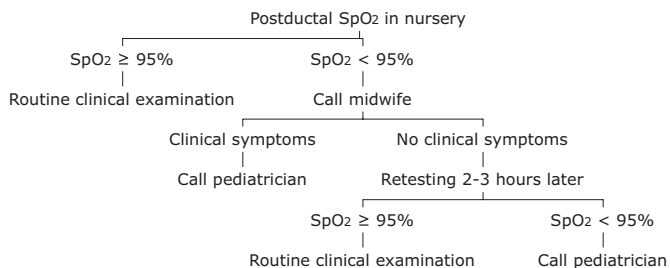 Postductal SpO2 in nursery
SpO2 ≥ 95% SpO2 < 95%
Routine clinical examination Call midwife
Clinical symptoms No clinical symptoms
Call pediatrician Retesting 2-3 hours later
SpO2 ≥ 95% SpO2 < 95%
Routine clinical examination Call pediatrician